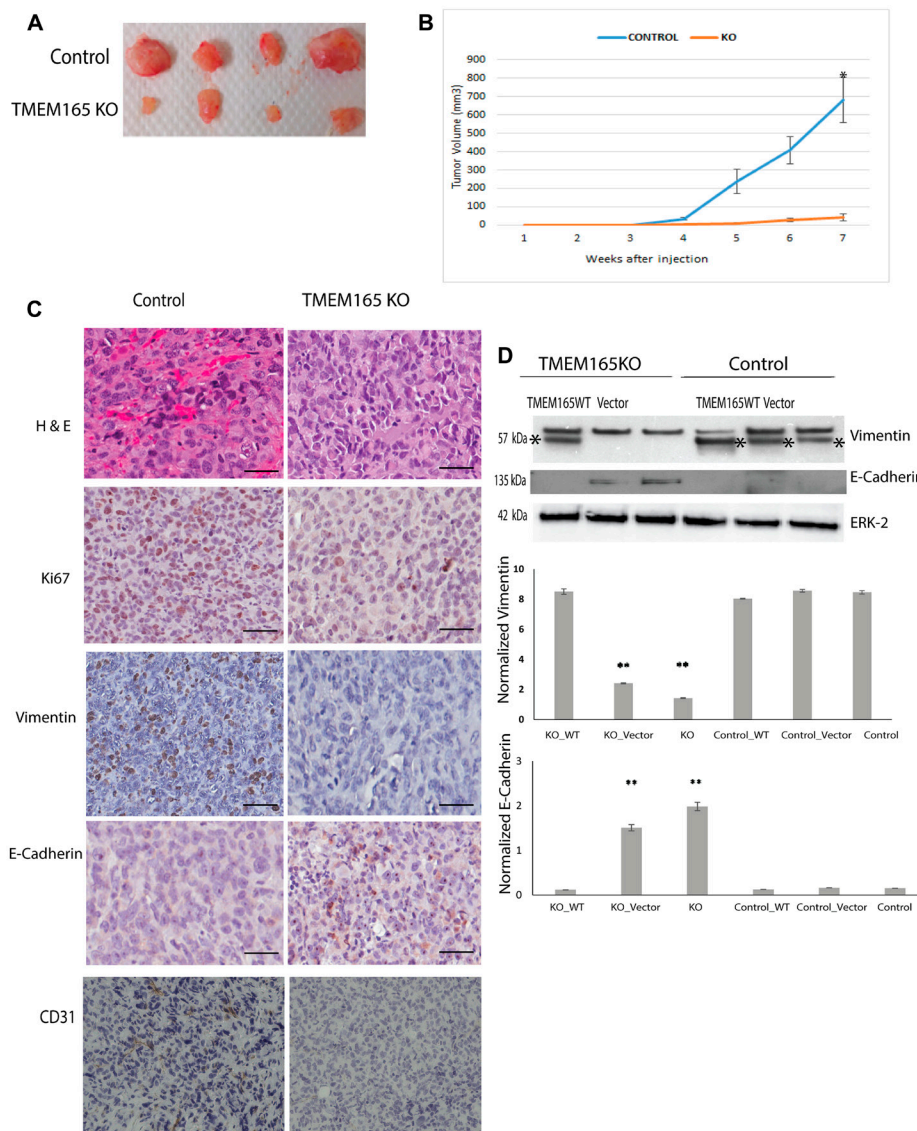 A
Control
TMEM165 KO
B
CONTROL KO
900
800
700
600
500
400
300
200
100
0
Tumor Volume (mm3)
*
1 2 3 4 5 6 7
Weeks after injection
C
Control TMEM165 KO
H & E
Ki67
Vimentin
E-Cadherin
CD31
D
TMEM165KO Control
TMEM165WT Vector TMEM165WT Vector
57 kDa * * * * Vimentin
135 kDa E-Cadherin
42 kDa ERK-2
Normalized Vimentin
10
8
6
4
2
0
** **
KO_WT KO_Vector KO Control_WT Control_Vector Control
Normalized E-Cadherin
3
2
1
0
** **
KO_WT KO_Vector KO Control_WT Control_Vector Control